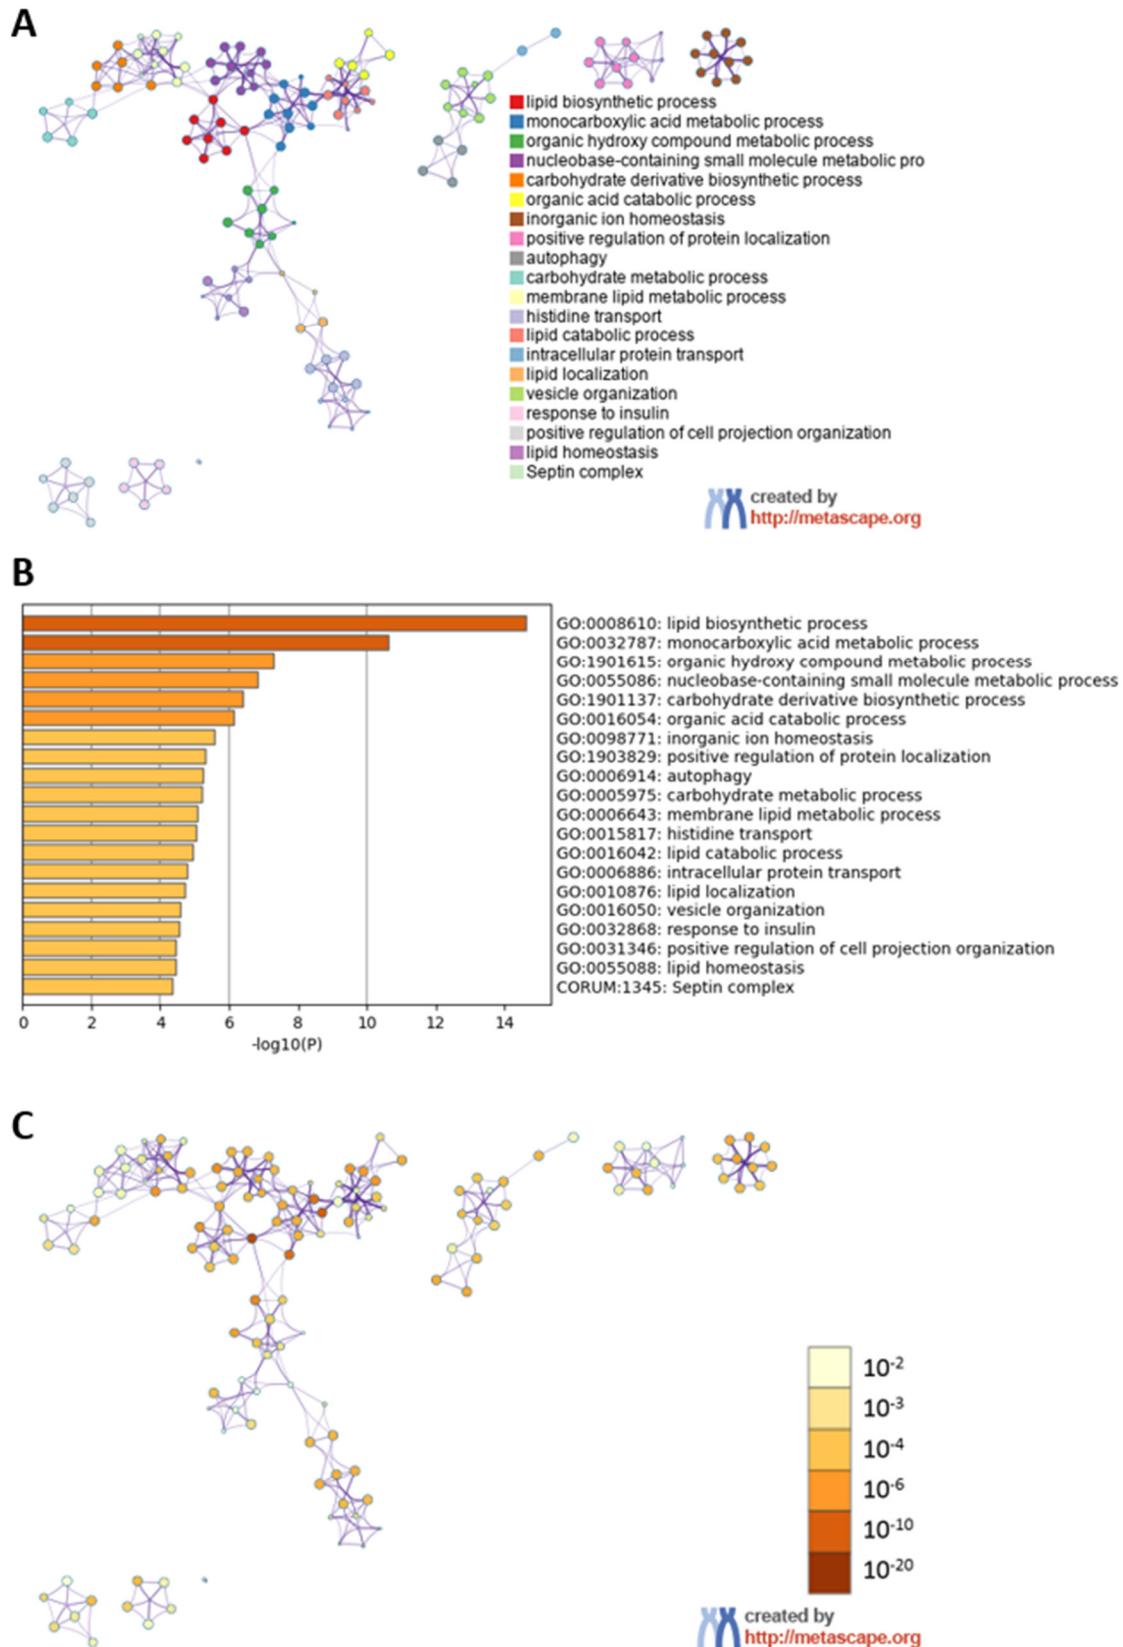 A
lipid biosynthetic process
monocarboxylic acid metabolic process
organic hydroxy compound metabolic process
nucleobase-containing small molecule metabolic pro
carbohydrate derivative biosynthetic process
organic acid catabolic process
inorganic ion homeostasis
positive regulation of protein localization
autophagy
carbohydrate metabolic process
membrane lipid metabolic process
histidine transport
lipid catabolic process
intracellular protein transport
lipid localization
vesicle organization
response to insulin
positive regulation of cell projection organization
lipid homeostasis
Septin complex
created by
http://metascape.org
B
GO:0008610: lipid biosynthetic process
GO:0032787: monocarboxylic acid metabolic process
GO:1901615: organic hydroxy compound metabolic process
GO:0055086: nucleobase-containing small molecule metabolic process
GO:1901137: carbohydrate derivative biosynthetic process
GO:0016054: organic acid catabolic process
GO:0098771: inorganic ion homeostasis
GO:1903829: positive regulation of protein localization
GO:0006914: autophagy
GO:0005975: carbohydrate metabolic process
GO:0006643: membrane lipid metabolic process
GO:0015817: histidine transport
GO:0016042: lipid catabolic process
GO:0006886: intracellular protein transport
GO:0010876: lipid localization
GO:0016050: vesicle organization
GO:0032868: response to insulin
GO:0031346: positive regulation of cell projection organization
GO:0055088: lipid homeostasis
CORUM:1345: Septin complex
0 2 4 6 8 10 12 14
-log10(P)
C
10⁻²
10⁻³
10⁻⁴
10⁻⁶
10⁻¹⁰
10⁻²⁰
created by
http://metascape.org